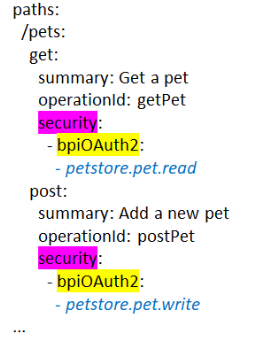 paths:
/pets:
get:
summary: Get a pet
operationId: getPet
security:
- bpiOAuth2:
- petstore.pet.read
post:
summary: Add a new pet
operationId: postPet
security:
- bpiOAuth2:
- petstore.pet.write
...